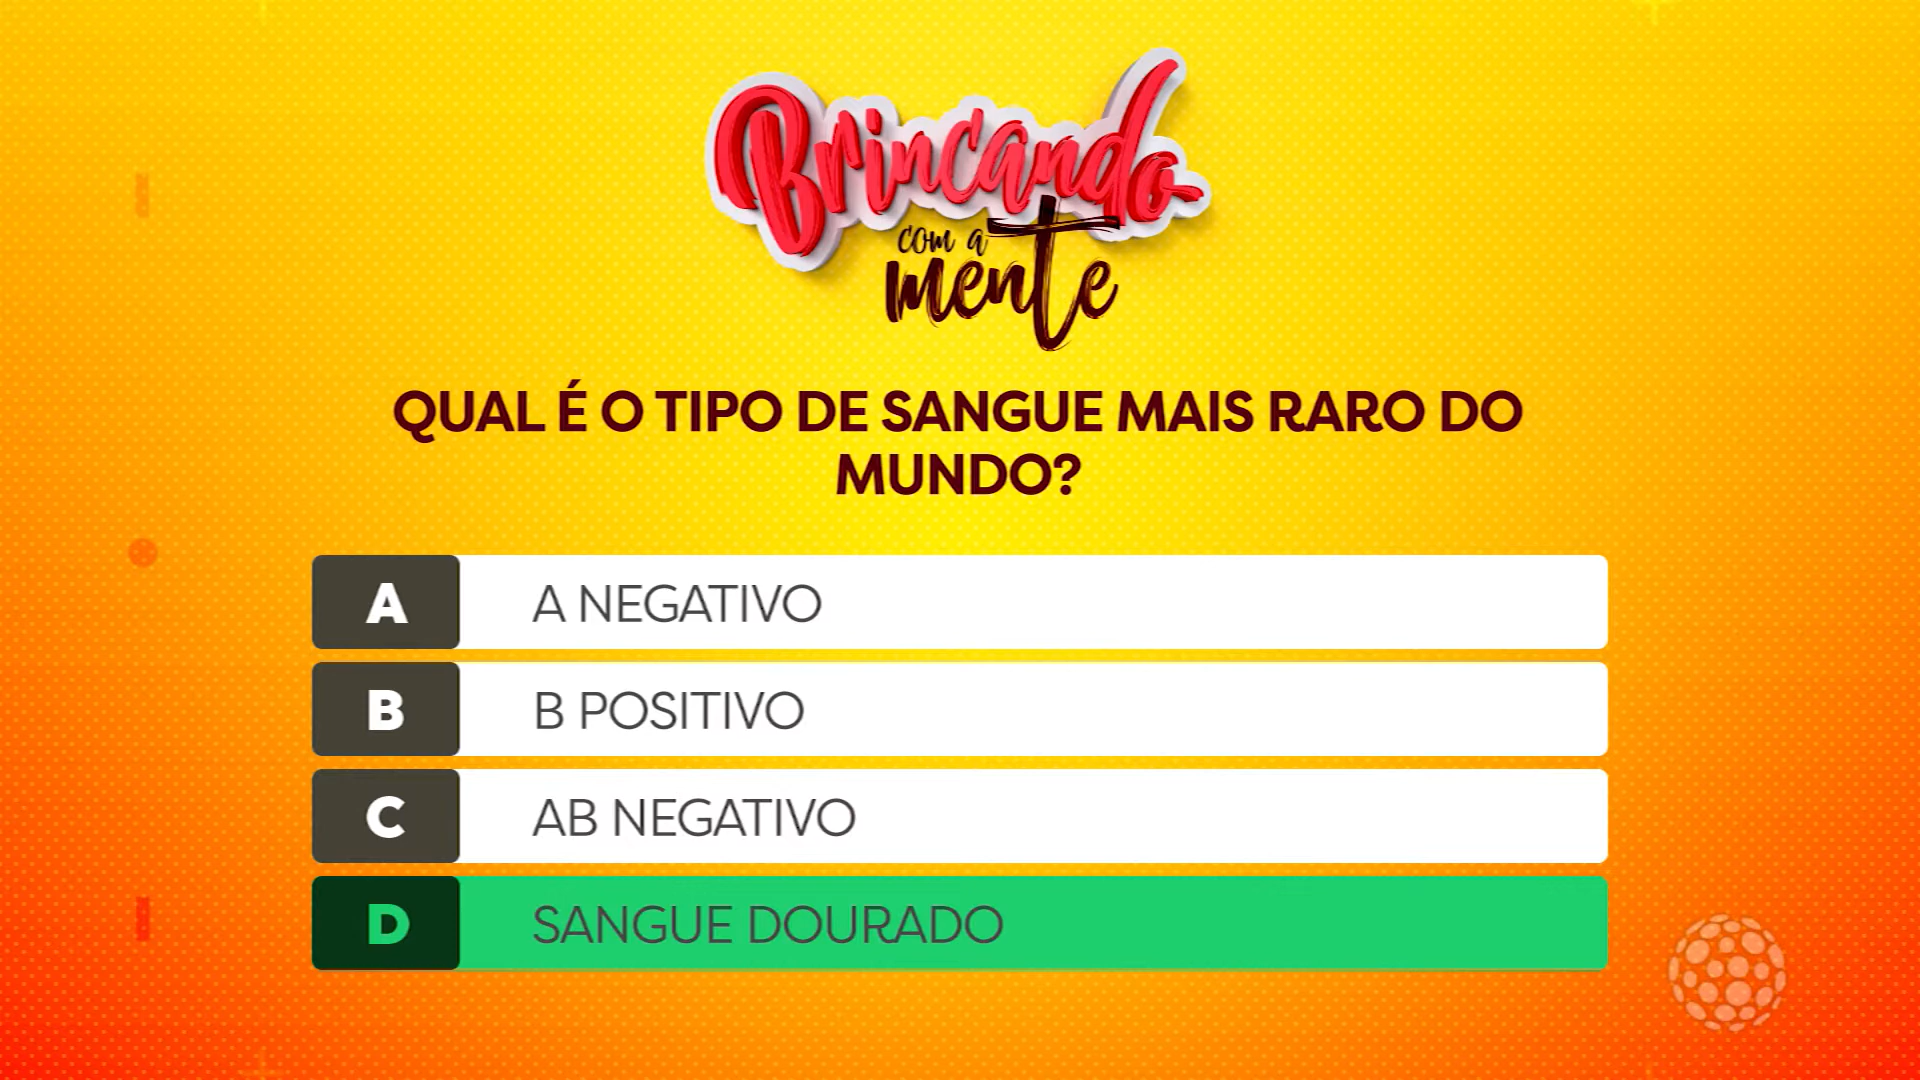 Brincando
com a
mente
QUAL É O TIPO DE SANGUE MAIS RARO DO
MUNDO?
A A NEGATIVO
B B POSITIVO
C AB NEGATIVO
D SANGUE DOURADO